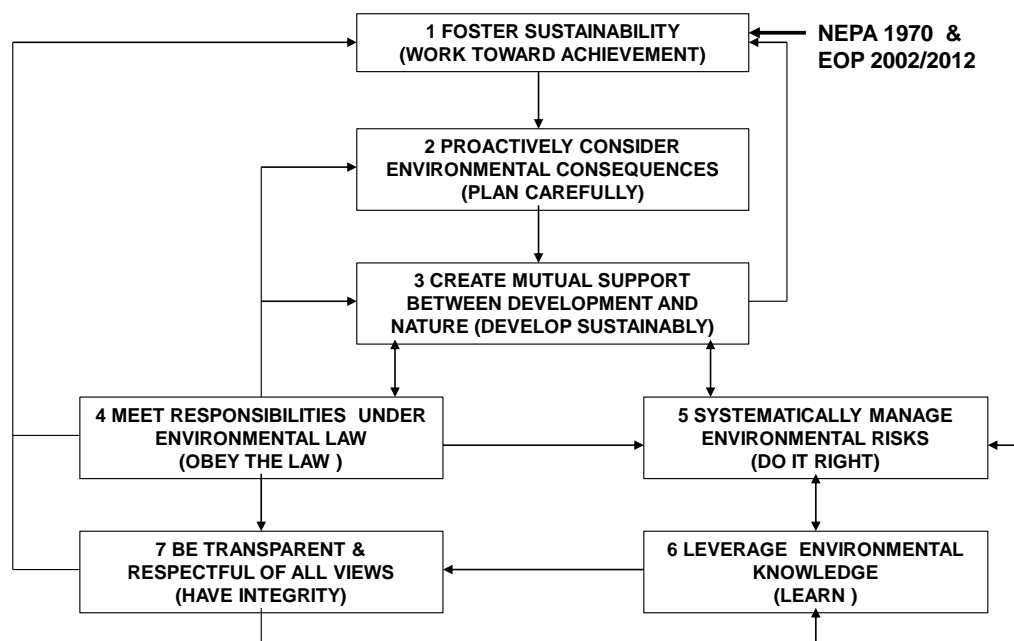 1 FOSTER SUSTAINABILITY
(WORK TOWARD ACHIEVEMENT)
NEPA 1970 &
EOP 2002/2012
2 PROACTIVELY CONSIDER
ENVIRONMENTAL CONSEQUENCES
(PLAN CAREFULLY)
3 CREATE MUTUAL SUPPORT
BETWEEN DEVELOPMENT AND
NATURE (DEVELOP SUSTAINABLY)
4 MEET RESPONSIBILITIES UNDER
ENVIRONMENTAL LAW
(OBEY THE LAW )
5 SYSTEMATICALLY MANAGE
ENVIRONMENTAL RISKS
(DO IT RIGHT)
7 BE TRANSPARENT &
RESPECTFUL OF ALL VIEWS
(HAVE INTEGRITY)
6 LEVERAGE ENVIRONMENTAL
KNOWLEDGE
(LEARN )